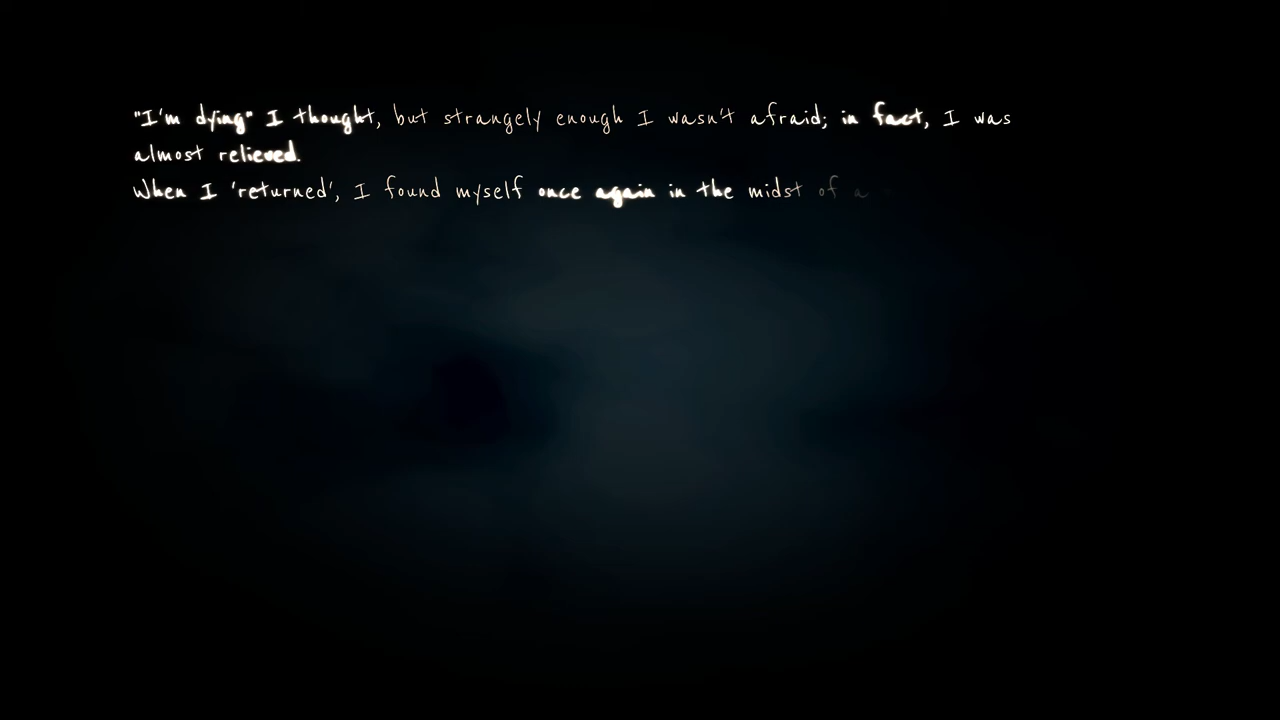 "I'm dying" I thought, but strangely enough I wasn't afraid; in fact, I was
almost relieved.
When I 'returned', I found myself once again in the midst of a